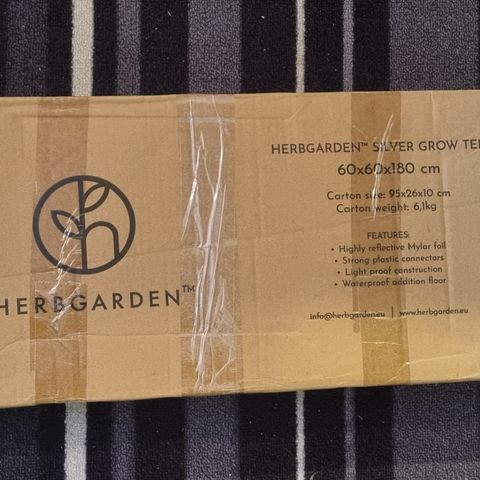 HERBGARDEN™
HERBGARDEN™ SILVER GROW TE
60x60x180 cm
Carton size: 95x26x10 cm
Carton weight: 6,1kg
FEATURES:
• Highly reflective Mylar foil
• Strong plastic connectors
• Light proof construction
• Waterproof addition floor
info@herbgarden.eu | www.herbgarden.eu